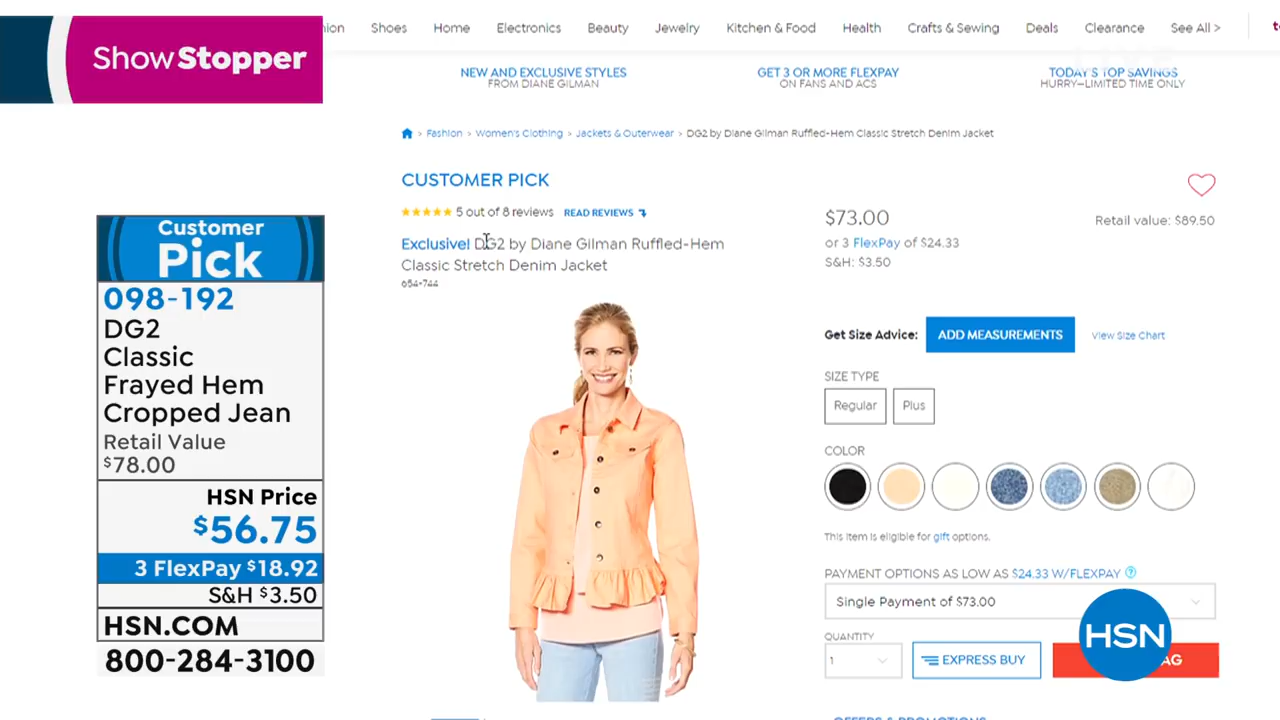 Show Stopper
Shoes
Home
Electronics
Beauty
Jewelry
Kitchen & Food
Health
Crafts & Sewing
Deals
Clearance
See All >
NEW AND EXCLUSIVE STYLES
FROM DIANE GILMAN
GET 3 OR MORE FLEXPAY
ON FANS AND ACS
TODAY'S TOP SAVINGS
HURRY—LIMITED TIME ONLY
> Fashion > Women's Clothing > Jackets & Outerwear > DG2 by Diane Gilman Ruffled-Hem Classic Stretch Denim Jacket
CUSTOMER PICK
5 out of 8 reviews READ REVIEWS
Exclusive! DG2 by Diane Gilman Ruffled-Hem
Classic Stretch Denim Jacket
654-744
$73.00
Retail value: $89.50
or 3 FlexPay of $24.33
S&H: $3.50
Get Size Advice: ADD MEASUREMENTS View Size Chart
SIZE TYPE
Regular Plus
COLOR
This item is eligible for gift options.
PAYMENT OPTIONS AS LOW AS $24.33 W/FLEXPAY ?
Single Payment of $73.00
QUANTITY
1
EXPRESS BUY
HSN
Customer
Pick
098-192
DG2
Classic
Frayed Hem
Cropped Jean
Retail Value
$78.00
HSN Price
$56.75
3 FlexPay $18.92
S&H $3.50
HSN.COM
800-284-3100
OFFERS & PROMOTIONS